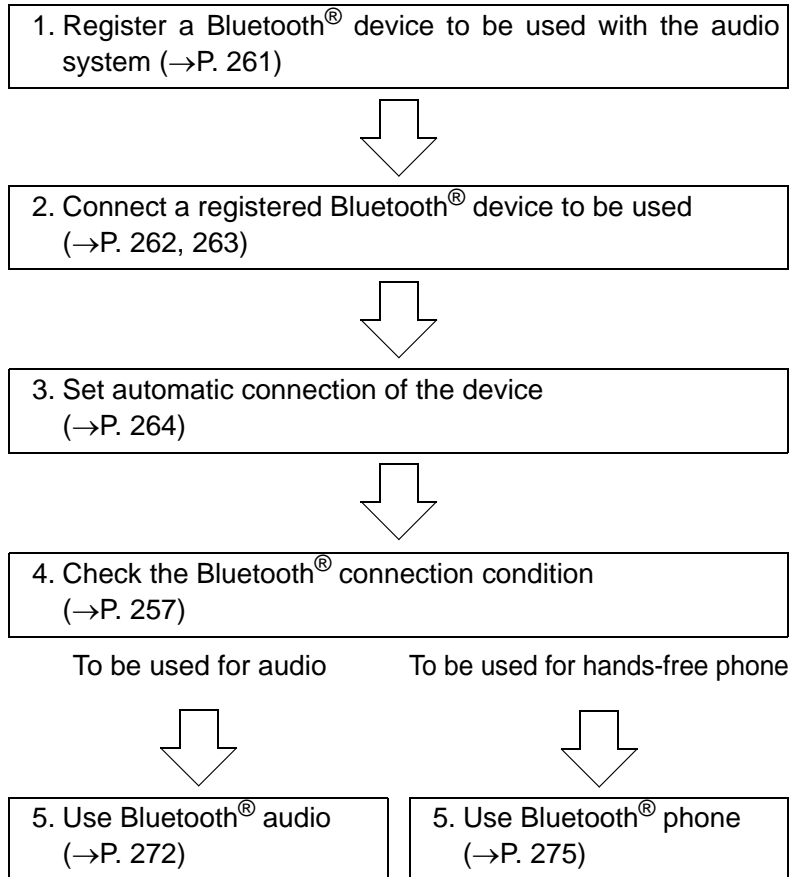 1. Register a Bluetooth® device to be used with the audio
system (→P. 261)
2. Connect a registered Bluetooth® device to be used
(→P. 262, 263)
3. Set automatic connection of the device
(→P. 264)
4. Check the Bluetooth® connection condition
(→P. 257)
To be used for audio
To be used for hands-free phone
5. Use Bluetooth® audio
(→P. 272)
5. Use Bluetooth® phone
(→P. 275)